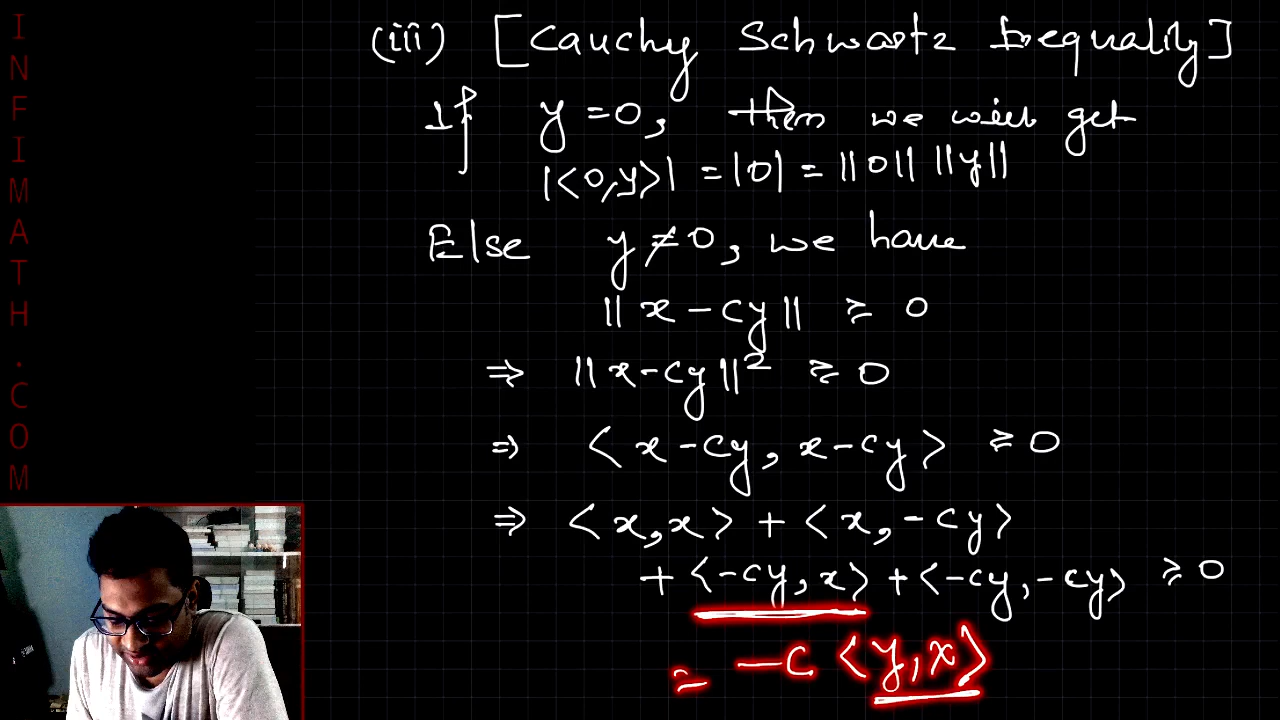 INFIMATH.COM
(iii) [Cauchy Schwartz Inequality]
If y = 0, then we will get
|<0,y>| = |0| = ||0|| ||y||
Else y ≠ 0, we have
|| x - cy || ≥ 0
⇒ || x - cy ||² ≥ 0
⇒ < x - cy, x - cy > ≥ 0
⇒ < x, x > + < x, - cy >
+ < -cy, x > + < -cy, -cy > ≥ 0
= -c < y, x >